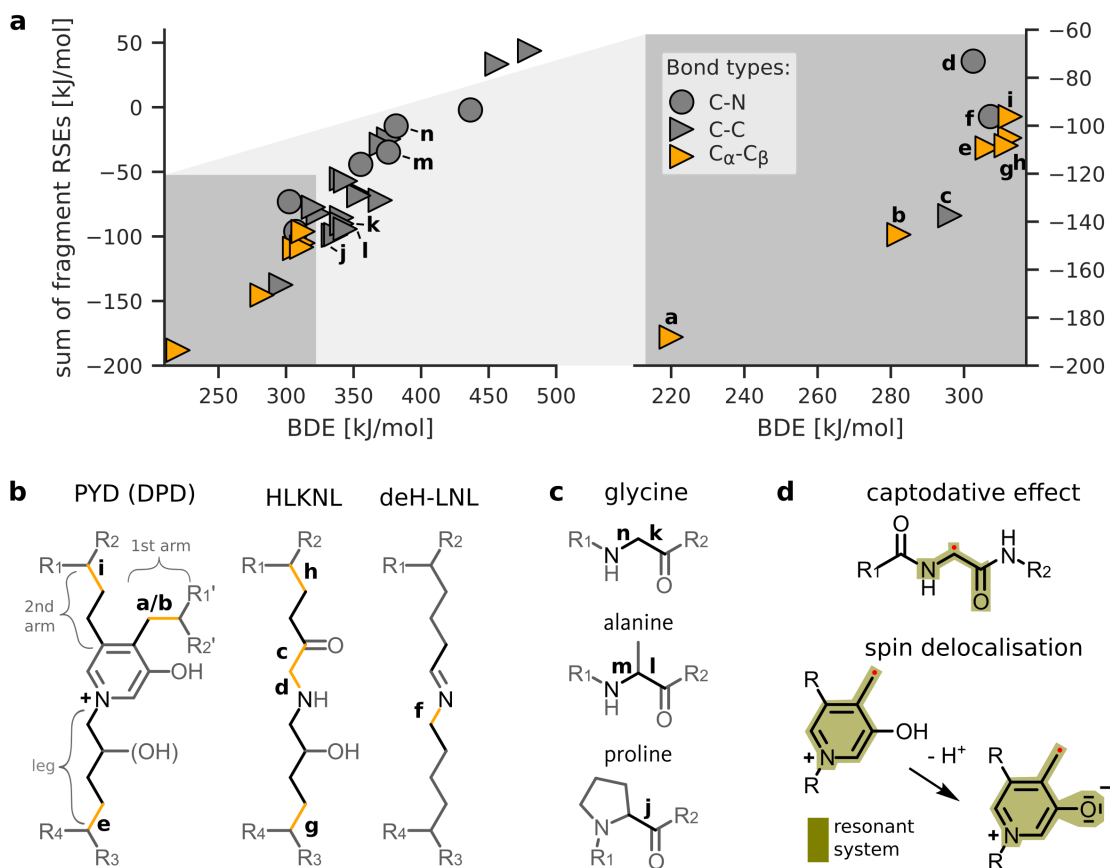 a
sum of fragment RSEs [kJ/mol]
50
0
−50
−100
−150
−200
250
300
350
400
450
500
BDE [kJ/mol]
n
m
k
l
j
Bond types:
C-N
C-C
Cα-Cβ
d
i
f
e
h
g
c
b
a
−60
−80
−100
−120
−140
−160
−180
−200
220
240
260
280
300
BDE [kJ/mol]
b
PYD (DPD)
R2
R1
1st arm
i
2nd arm
a/b
R1'
R2'
OH
N
+
(OH)
leg
e
R4
R3
HLKNL
R2
R1
h
O
c
d
NH
OH
g
R4
R3
deH-LNL
R2
R1
N
f
R4
R3
c
glycine
n k
R1 N R2
H O
alanine
m l
R1 N R2
H O
proline
j
N R2
R1 O
d
captodative effect
O H
R1 N N R2
H O
spin delocalisation
R
OH
N
+
R
- H+
R
O
−
N
+
R
resonant
system